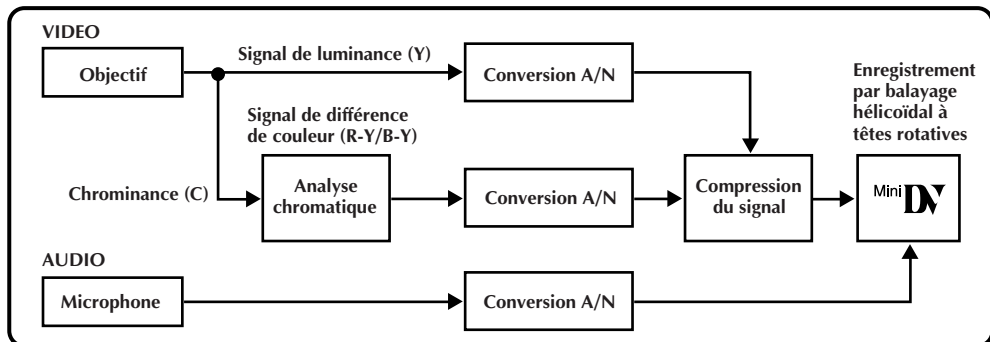 VIDEO
Objectif
Signal de luminance (Y)
Conversion A/N
Enregistrement
par balayage
hélicoïdal à
têtes rotatives
Signal de différence
de couleur (R-Y/B-Y)
Chrominance (C)
Analyse
chromatique
Conversion A/N
Compression
du signal
Mini DV
AUDIO
Microphone
Conversion A/N